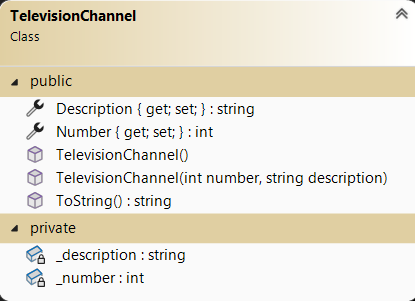 TelevisionChannel
Class
public
Description { get; set; } : string
Number { get; set; } : int
TelevisionChannel()
TelevisionChannel(int number, string description)
ToString() : string
private
_description : string
_number : int